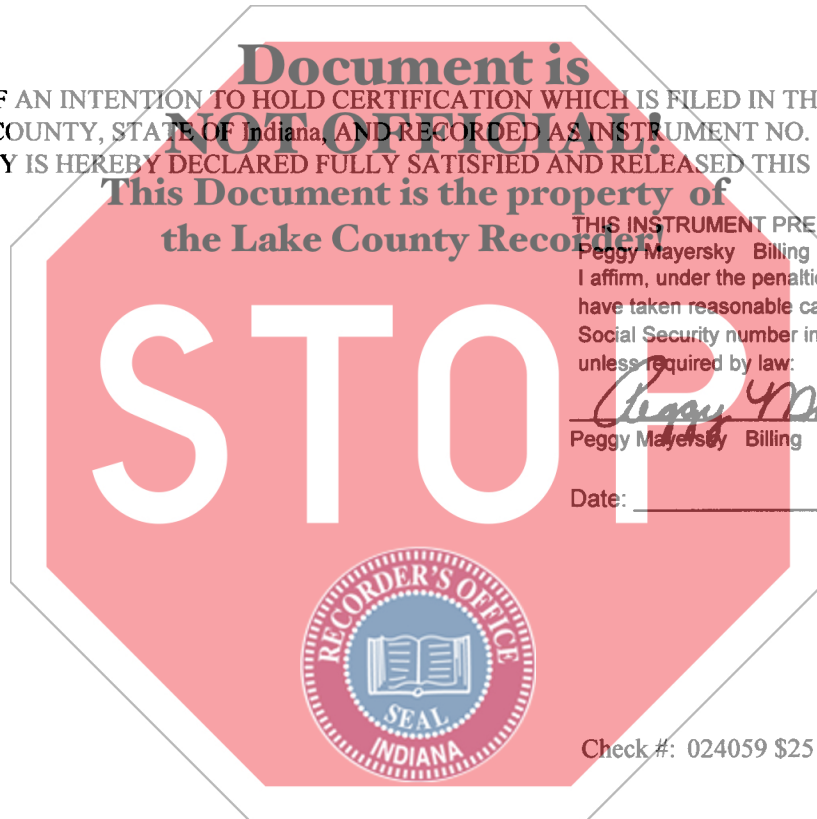 Document is
F AN INTENTION TO HOLD CERTIFICATION WHICH IS FILED IN TH
COUNTY, STATE OF Indiana, AND RECORDED AS INSTRUMENT NO.
NOT OFFICIAL!
Y IS HEREBY DECLARED FULLY SATISFIED AND RELEASED THIS
This Document is the property of
the Lake County Recorder!
THIS INSTRUMENT PRE
Peggy Mayersky Billing
I affirm, under the penaltie
have taken reasonable ca
Social Security number in
unless required by law:
STOP
Peggy
Peggy Mayersky Billing
Date:
RECORDER'S OFFICE
SEAL
INDIANA
Check #: 024059 $25